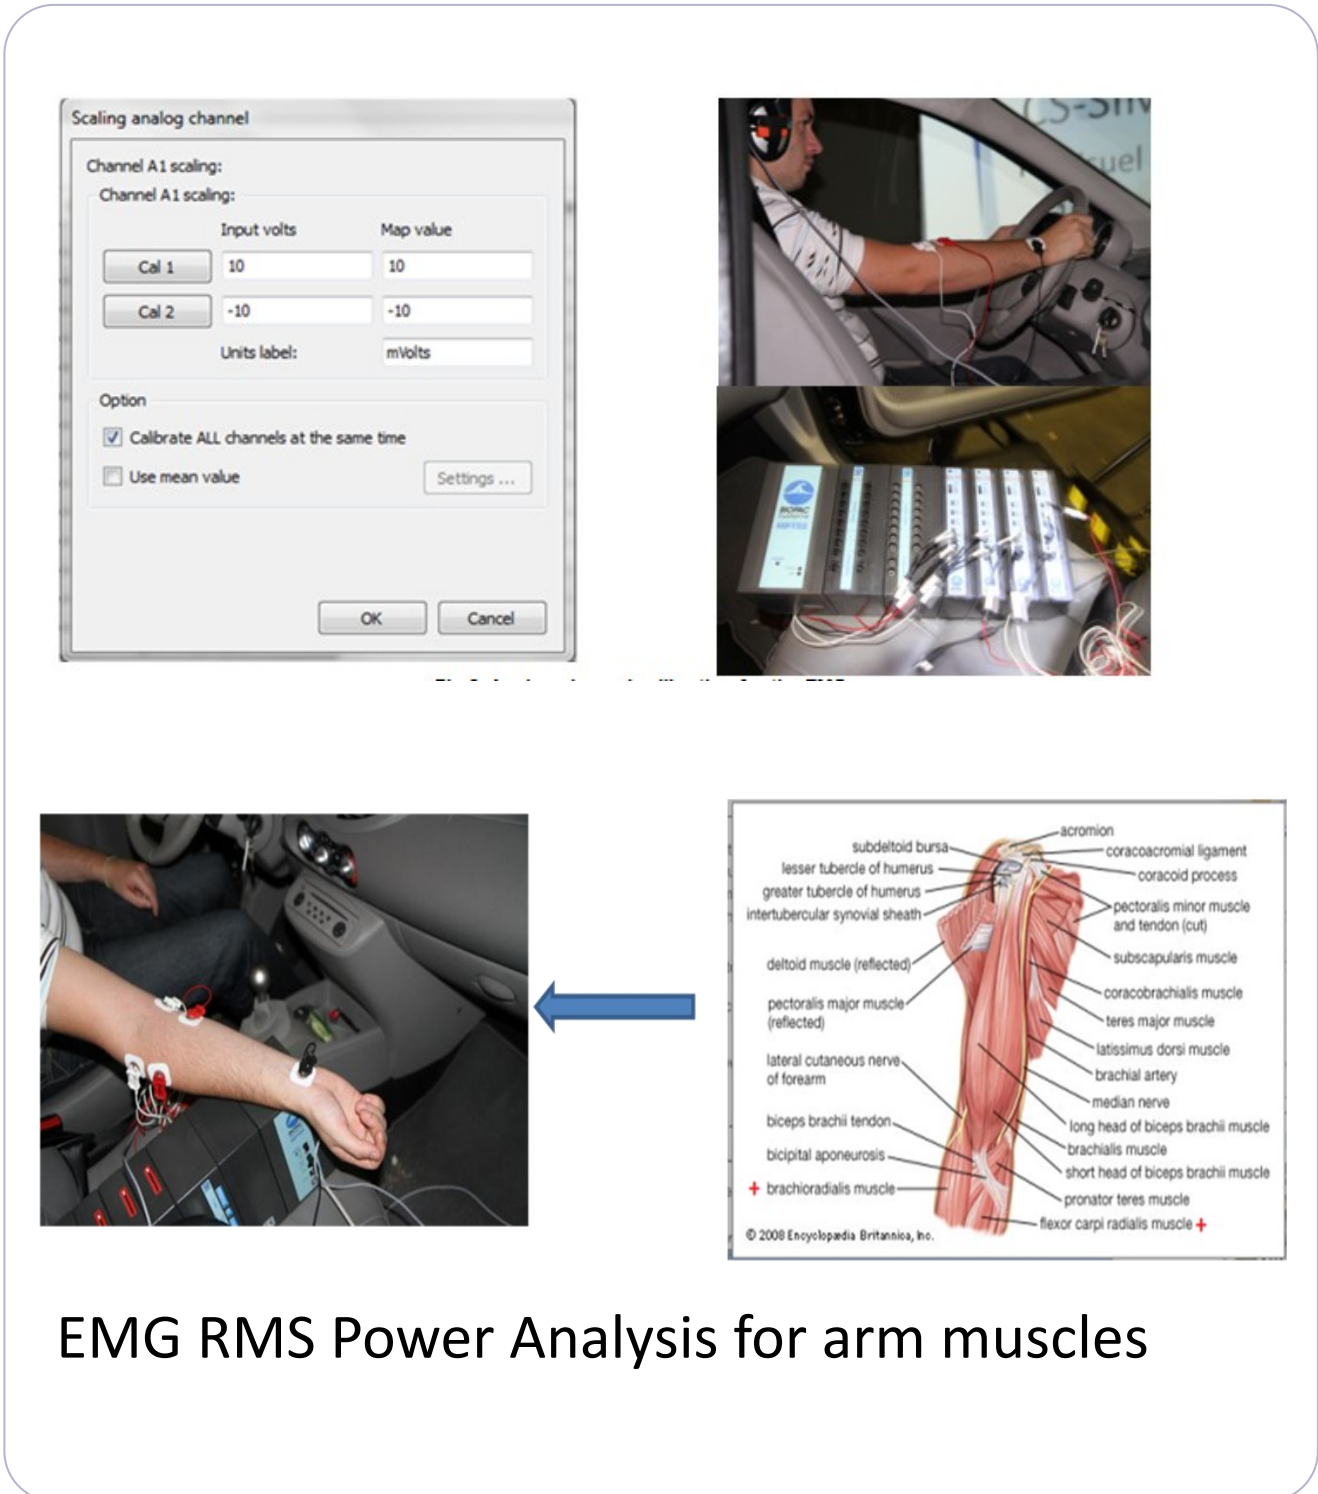 Scaling analog channel
Channel A1 scaling:
Channel A1 scaling:
Input volts Map value
Cal 1 10 10
Cal 2 -10 -10
Units label: mVolts
Option
Calibrate ALL channels at the same time
Use mean value Settings ...
OK Cancel
BIOPAC
acromion
subdeltoid bursa
coracoacromial ligament
lesser tubercle of humerus
coracoid process
greater tubercle of humerus
intertubercular synovial sheath
pectoralis minor muscle
and tendon (cut)
deltoid muscle (reflected)
subscapularis muscle
pectoralis major muscle
(reflected)
coracobrachialis muscle
teres major muscle
latissimus dorsi muscle
lateral cutaneous nerve
of forearm
brachial artery
median nerve
biceps brachii tendon
long head of biceps brachii muscle
brachialis muscle
bicipital aponeurosis
short head of biceps brachii muscle
+ brachioradialis muscle
pronator teres muscle
flexor carpi radialis muscle +
© 2008 Encyclopædia Britannica, Inc.
EMG RMS Power Analysis for arm muscles